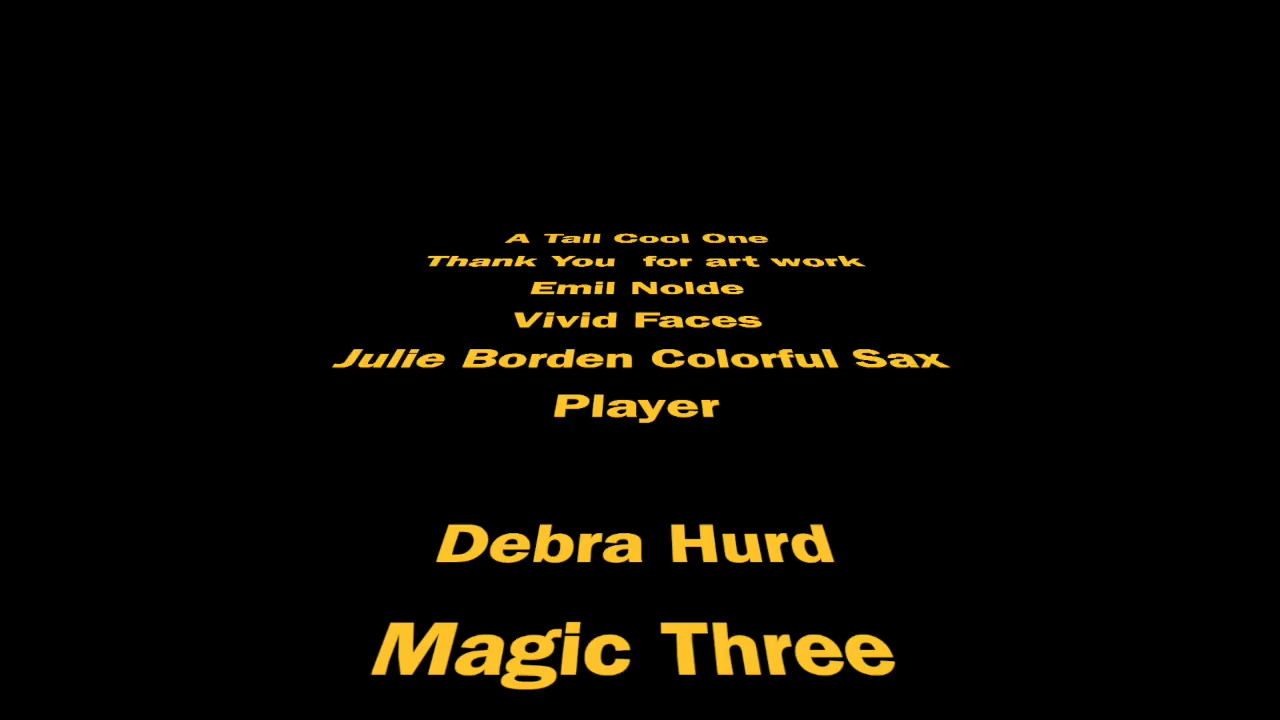 A Tall Cool One
Thank You for art work
Emil Nolde
Vivid Faces
Julie Borden Colorful Sax
Player
Debra Hurd
Magic Three